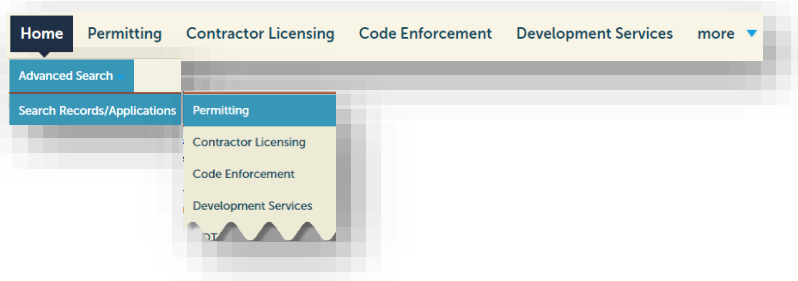 Home Permitting Contractor Licensing Code Enforcement Development Services more
Advanced Search
Search Records/Applications Permitting
Contractor Licensing
Code Enforcement
Development Services